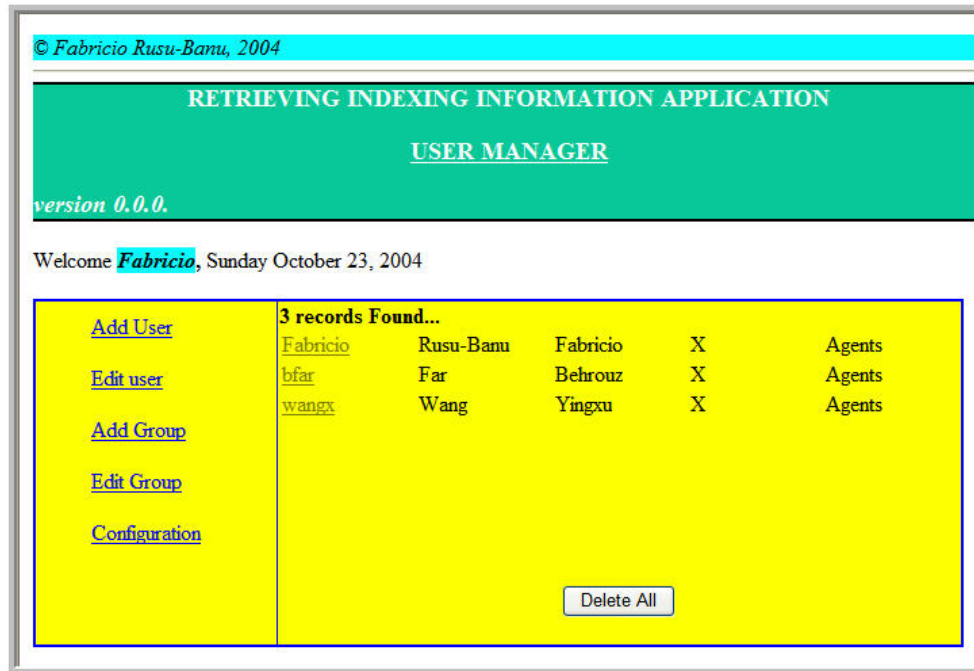 © Fabricio Rusu-Banu, 2004
RETRIEVING INDEXING INFORMATION APPLICATION
USER MANAGER
version 0.0.0.
Welcome Fabricio, Sunday October 23, 2004
Add User
Edit user
Add Group
Edit Group
Configuration
3 records Found...
Fabricio Rusu-Banu Fabricio X Agents
bfar Far Behrouz X Agents
wangx Wang Yingxu X Agents
Delete All